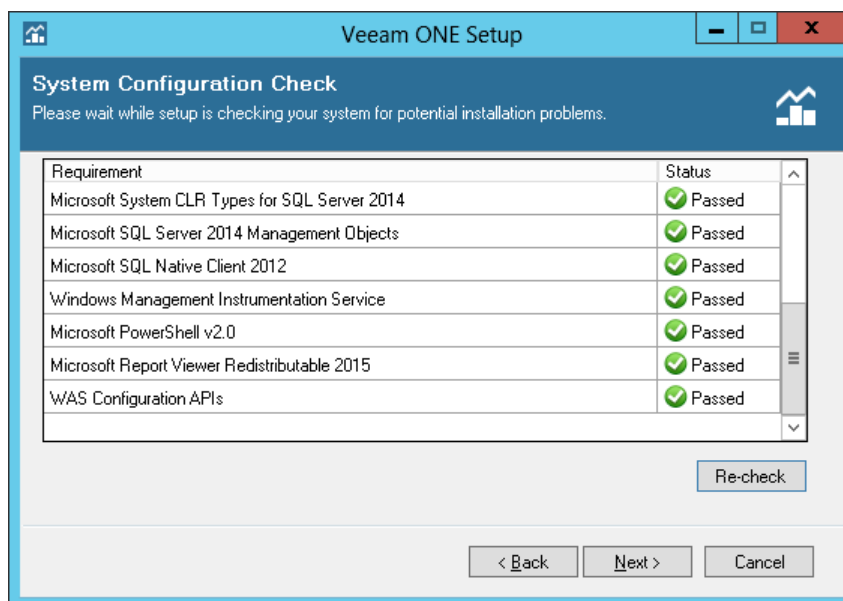 Veeam ONE Setup
System Configuration Check
Please wait while setup is checking your system for potential installation problems.
Requirement Status
Microsoft System CLR Types for SQL Server 2014 Passed
Microsoft SQL Server 2014 Management Objects Passed
Microsoft SQL Native Client 2012 Passed
Windows Management Instrumentation Service Passed
Microsoft PowerShell v2.0 Passed
Microsoft Report Viewer Redistributable 2015 Passed
WAS Configuration APIs Passed
Re-check
< Back Next > Cancel